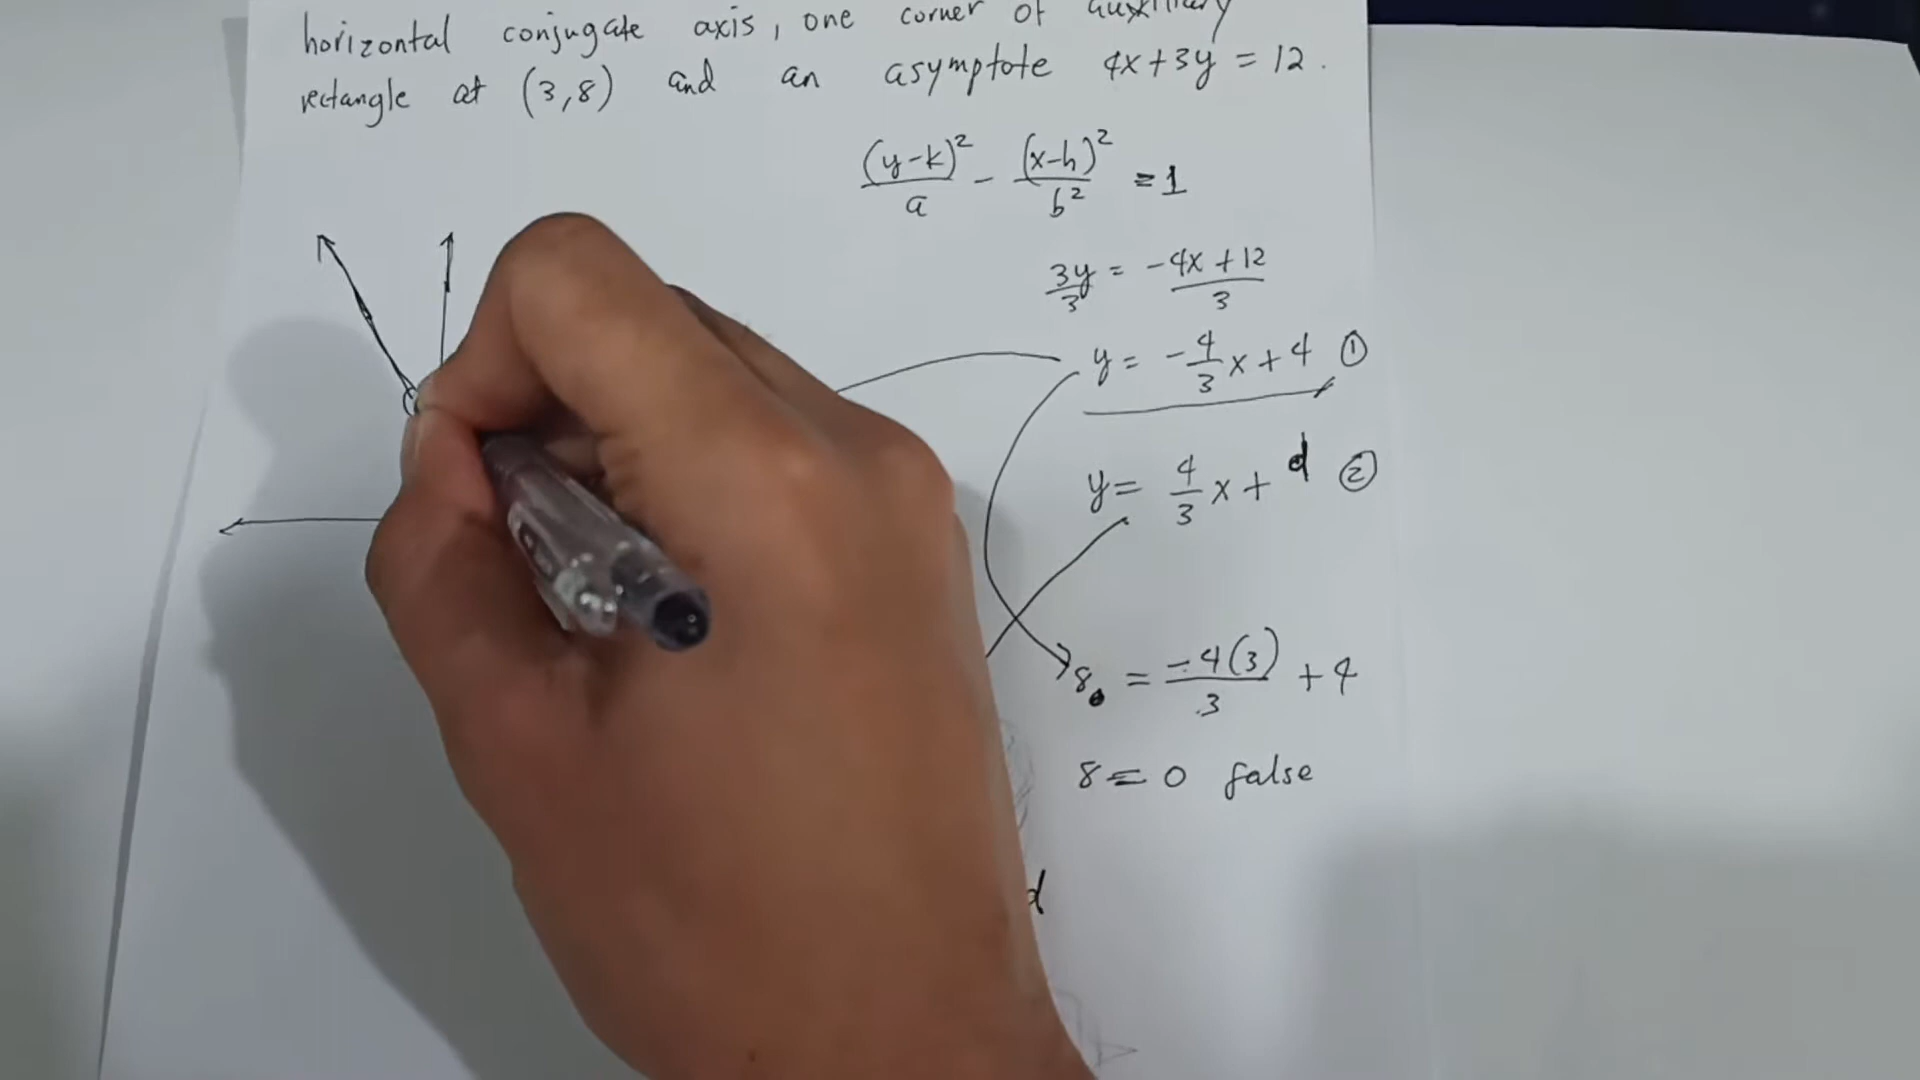 horizontal conjugate axis, one corner of auxiliary
rectangle at (3,8) and an asymptote 4x+3y = 12.
(y-k)²/a - (x-h)²/b² = 1
3y/3 = -4x+12/3
y = -4/3 x + 4 ①
y = 4/3 x + d ②
8 = -4(3)/3 + 4
8 = 0 false
d